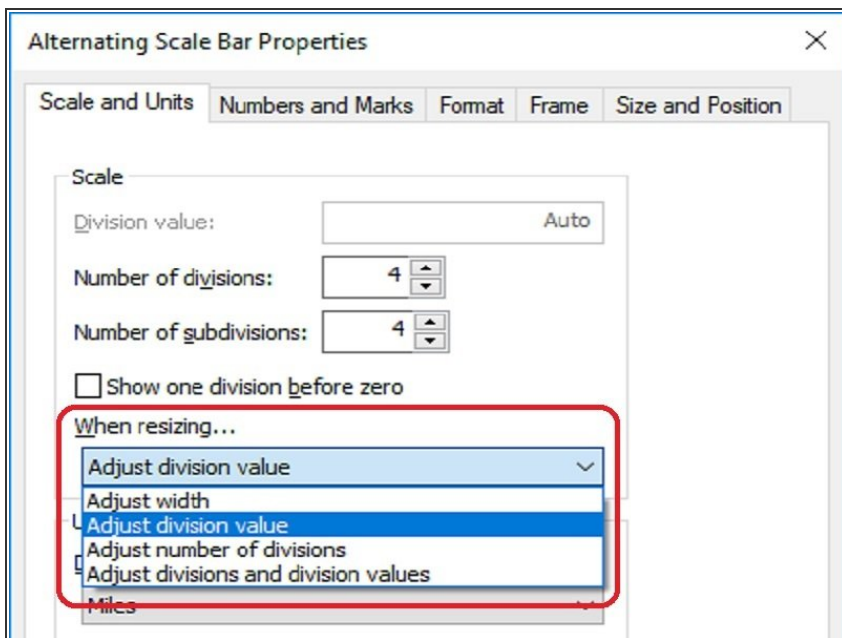 Alternating Scale Bar Properties
Scale and Units Numbers and Marks Format Frame Size and Position
Scale
Division value: Auto
Number of divisions: 4
Number of subdivisions: 4
Show one division before zero
When resizing...
Adjust division value
Adjust width
Adjust division value
Adjust number of divisions
Adjust divisions and division values
Miles